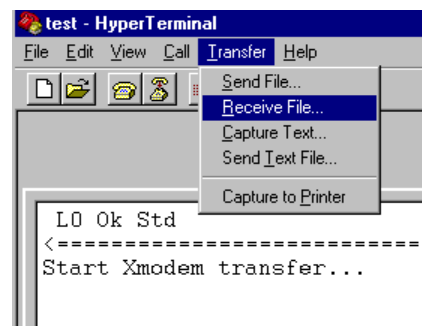 test - HyperTerminal
File Edit View Call Transfer Help
Send File...
Receive File...
Capture Text...
Send Text File...
Capture to Printer
L0 Ok Std
<===========================
Start Xmodem transfer...